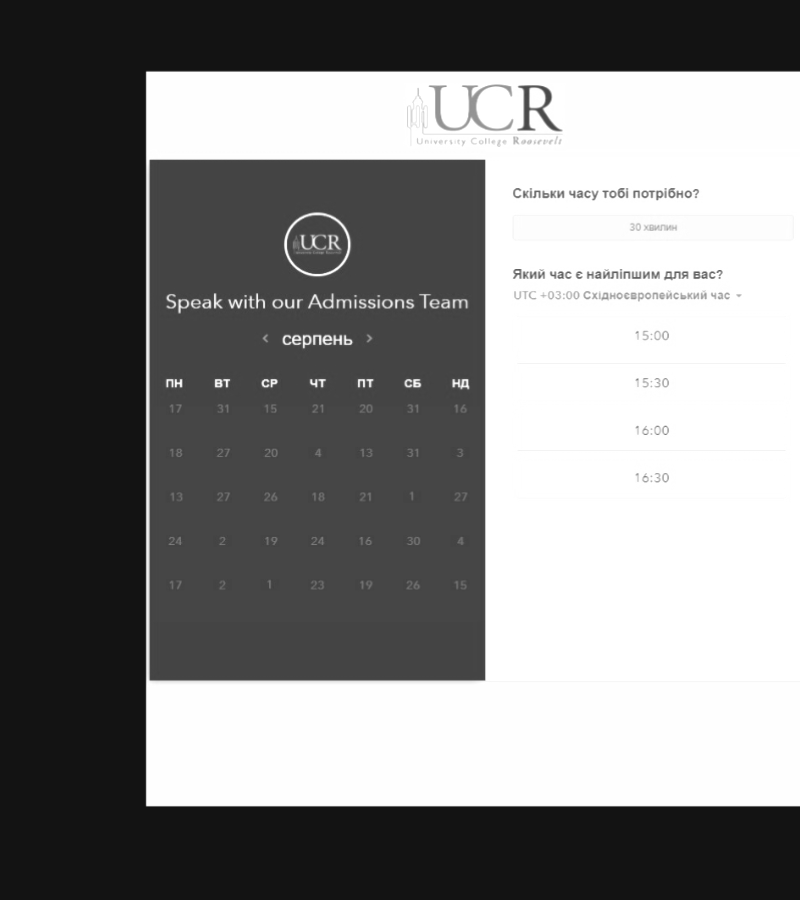 UCR
University College Roosevelt
UCR
Speak with our Admissions Team
серпень
ПН ВТ СР ЧТ ПТ СБ НД
17 31 15 21 20 31 16
18 27 20 4 13 31 3
13 27 26 18 21 1 27
24 2 19 24 16 30 4
17 2 1 23 19 26 15
Скільки часу тобі потрібно?
30 хвилин
Який час є найліпшим для вас?
UTC +03:00 Східноєвропейський час
15:00
15:30
16:00
16:30